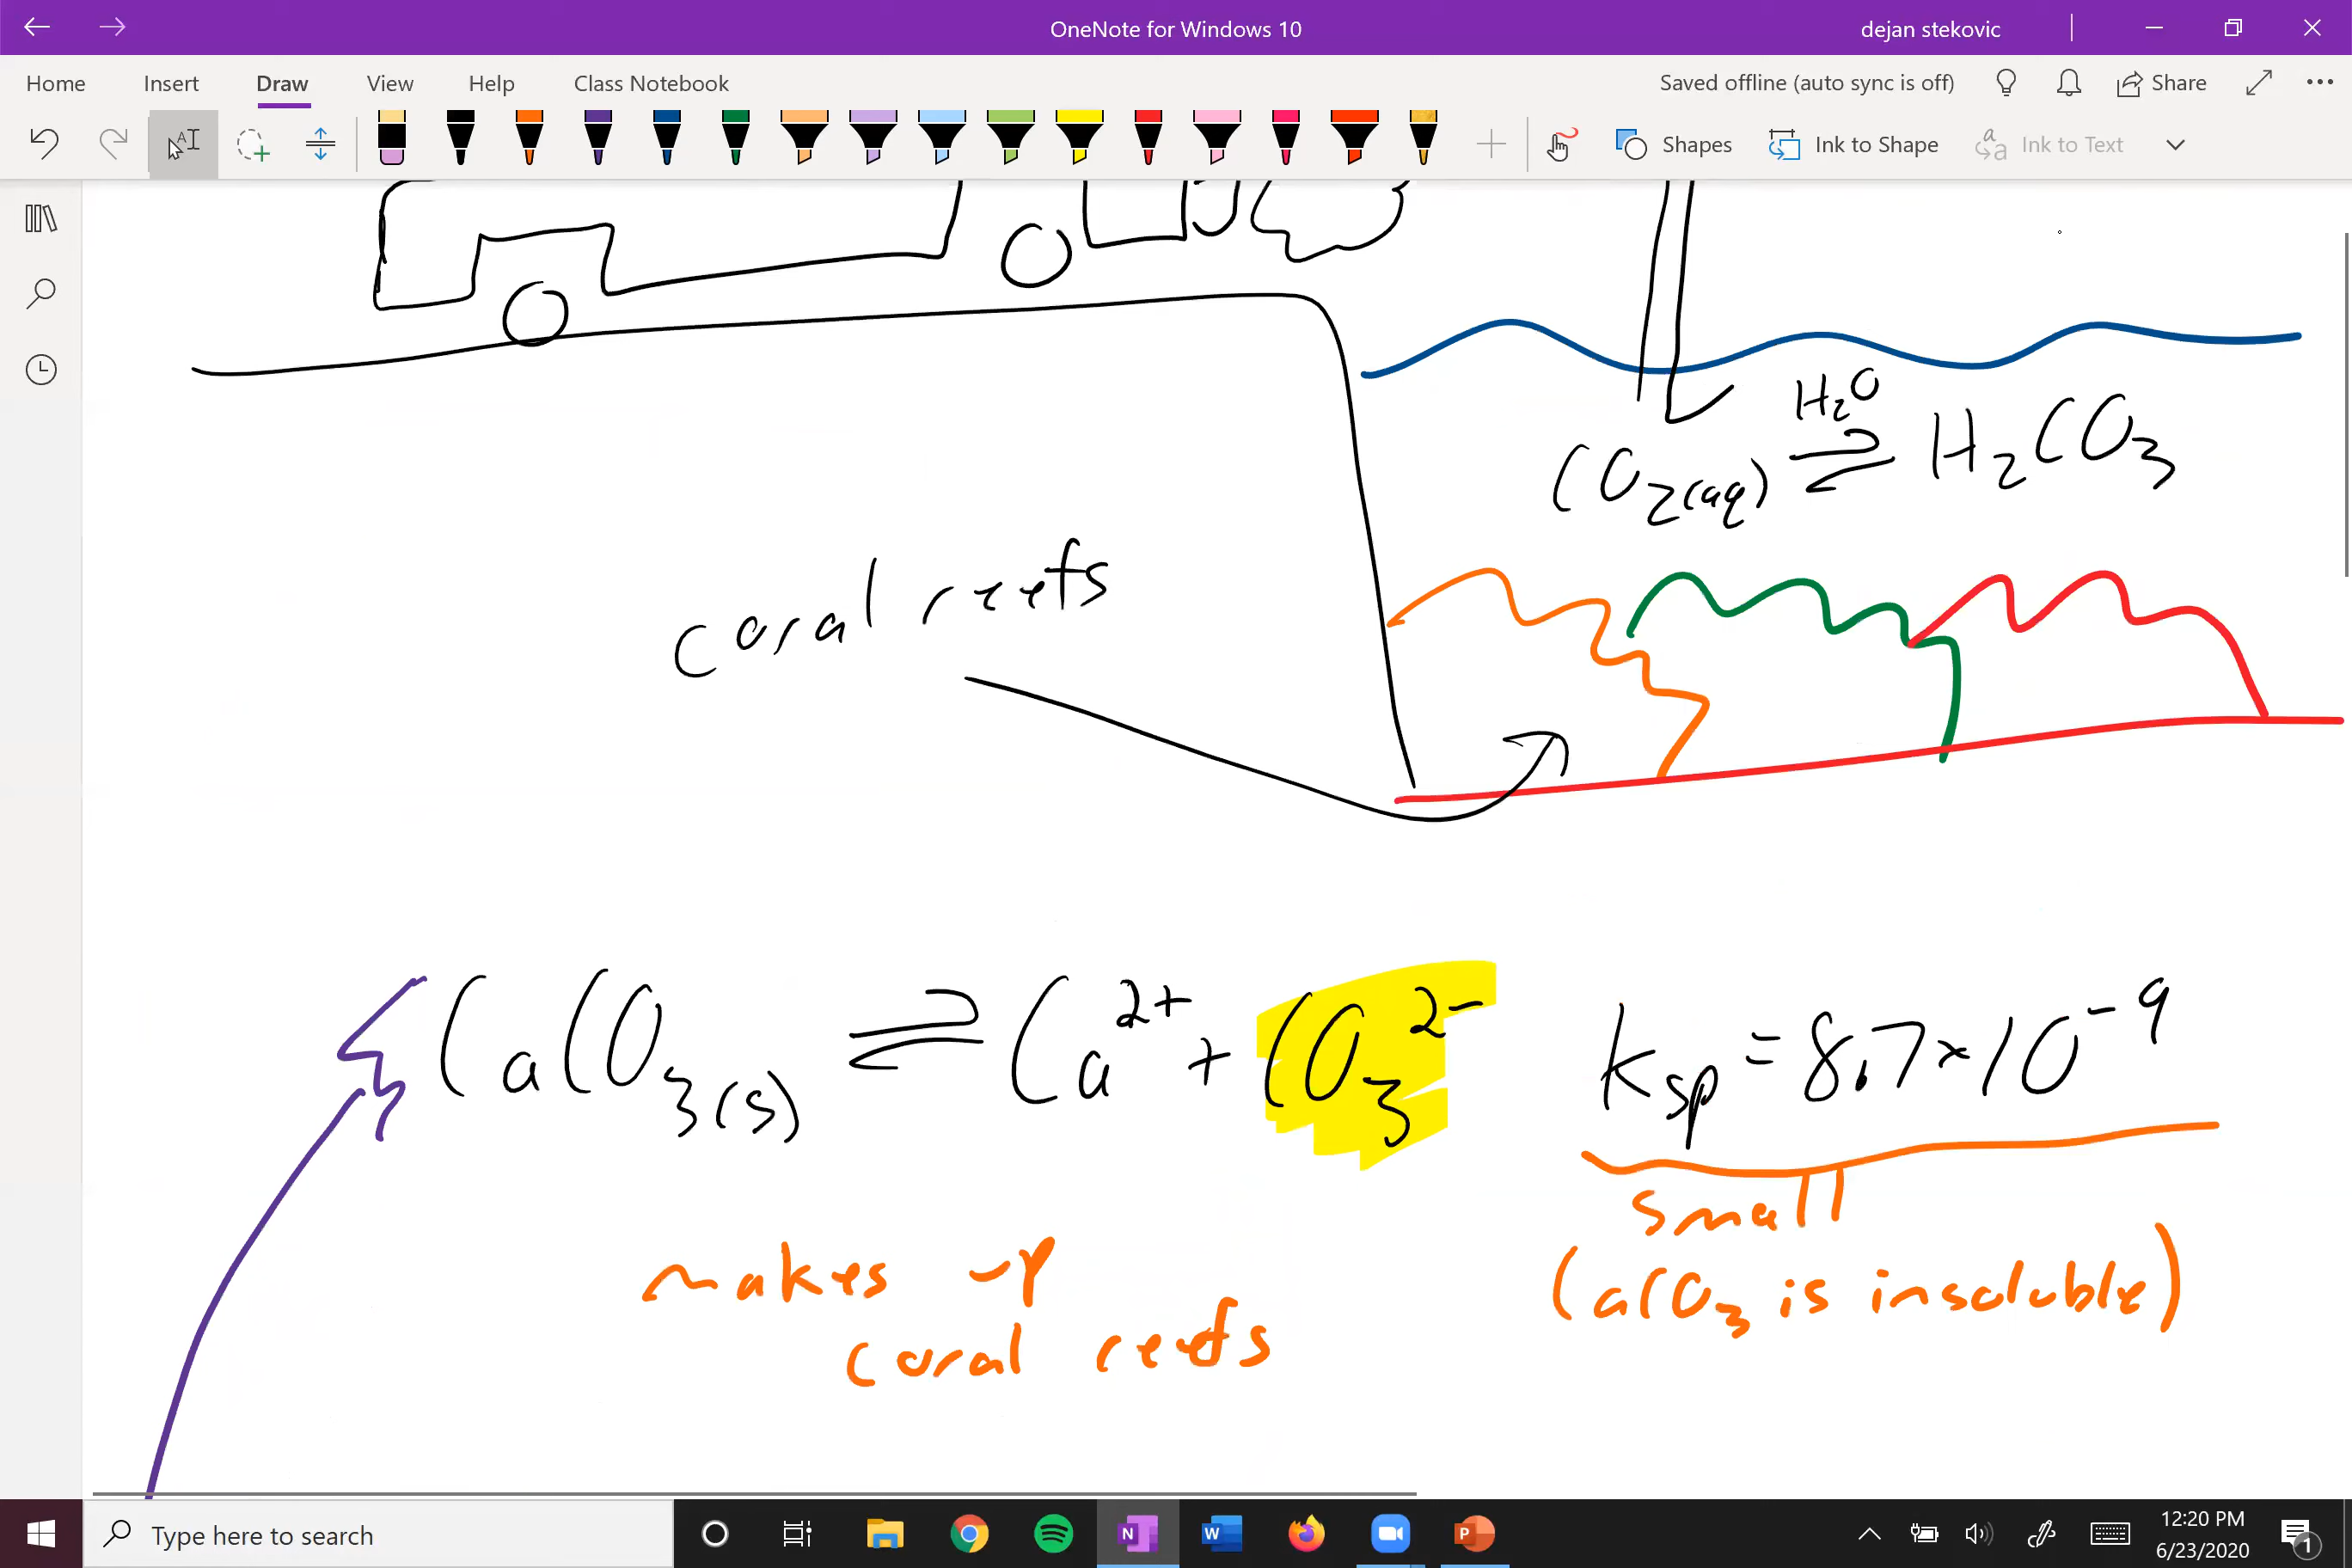 OneNote for Windows 10
dejan stekovic
Home Insert Draw View Help Class Notebook
Saved offline (auto sync is off)
Share
Shapes
Ink to Shape
Ink to Text
H₂O
CO₂(aq) ⇌ H₂CO₃
coral reefs
CaCO₃(s) ⇌ Ca²⁺ + CO₃²⁻
Ksp = 8.7 × 10⁻⁹
small
(CaCO₃ is insoluble)
makes up
coral reefs
Type here to search
12:20 PM
6/23/2020
1